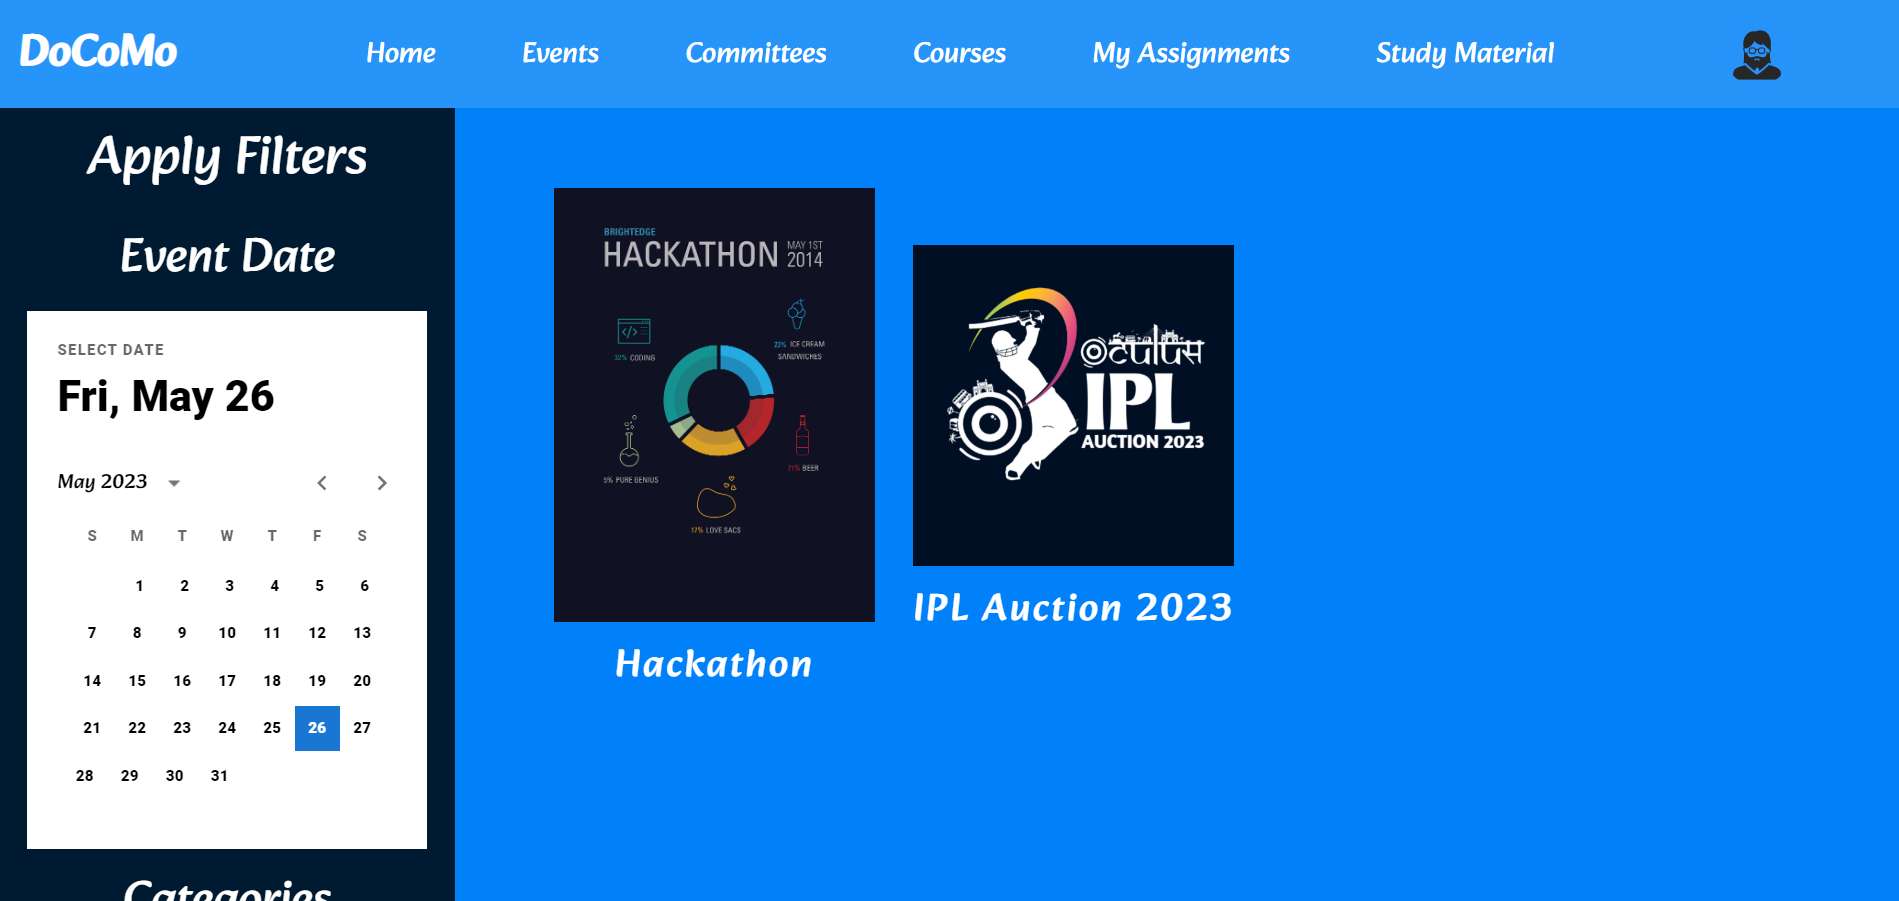 DoCoMo
Home
Events
Committees
Courses
My Assignments
Study Material
Apply Filters
Event Date
SELECT DATE
Fri, May 26
May 2023
S M T W T F S
1 2 3 4 5 6
7 8 9 10 11 12 13
14 15 16 17 18 19 20
21 22 23 24 25 26 27
28 29 30 31
Categories
BRIGHTEDGE
HACKATHON MAY 1ST
2014
</>
32% CODING
23% ICE CREAM
SANDWICHES
5% PURE GENIUS
21% BEER
17% LOVE SACS
Hackathon
IPL
AUCTION 2023
IPL Auction 2023